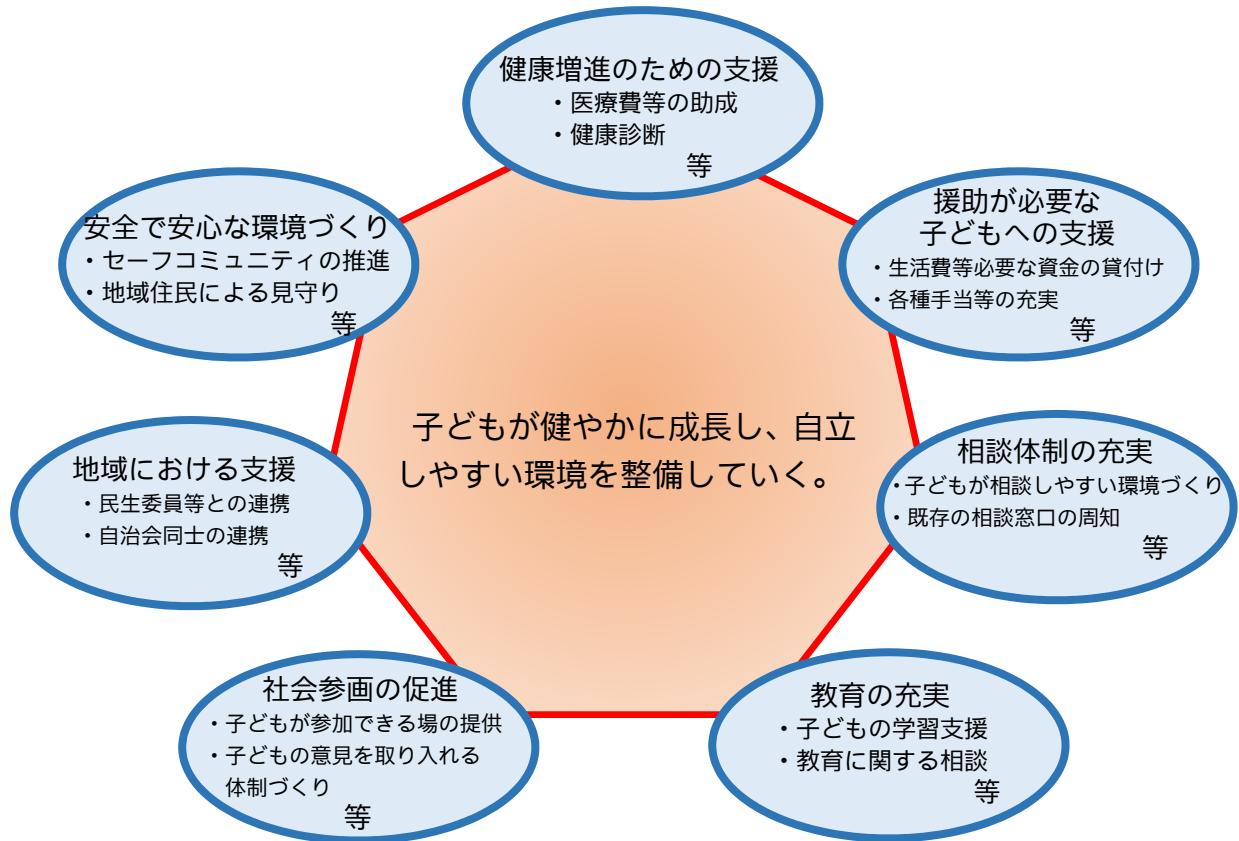 健康増進のための支援
・医療費等の助成
・健康診断
等
援助が必要な
子どもへの支援
・生活費等必要な資金の貸付け
・各種手当等の充実
等
相談体制の充実
・子どもが相談しやすい環境づくり
・既存の相談窓口の周知
等
教育の充実
・子どもの学習支援
・教育に関する相談
等
社会参画の促進
・子どもが参加できる場の提供
・子どもの意見を取り入れる
体制づくり
等
地域における支援
・民生委員等との連携
・自治会同士の連携
等
安全で安心な環境づくり
・セーフコミュニティの推進
・地域住民による見守り
等
子どもが健やかに成長し、自立
しやすい環境を整備していく。